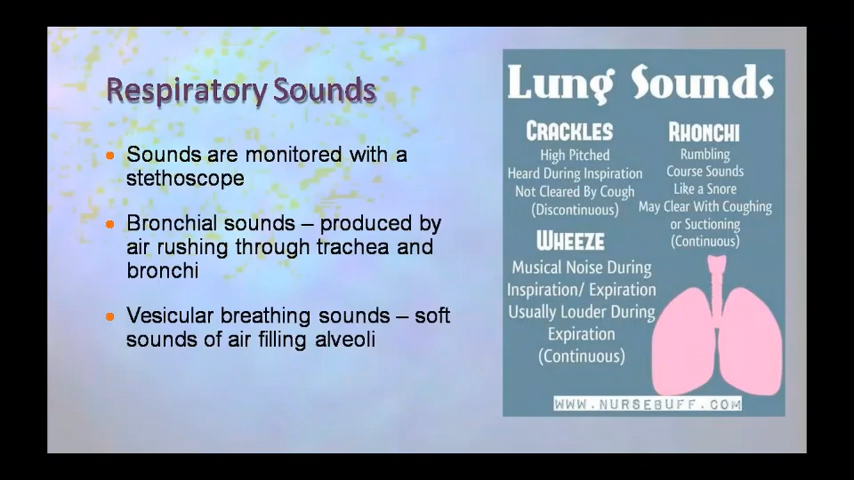 Respiratory Sounds
• Sounds are monitored with a
stethoscope
• Bronchial sounds – produced by
air rushing through trachea and
bronchi
• Vesicular breathing sounds – soft
sounds of air filling alveoli
Lung Sounds
CRACKLES
High Pitched
Heard During Inspiration
Not Cleared By Cough
(Discontinuous)
RHONCHI
Rumbling
Course Sounds
Like a Snore
May Clear With Coughing
or Suctioning
(Continuous)
WHEEZE
Musical Noise During
Inspiration/ Expiration
Usually Louder During
Expiration
(Continuous)
WWW.NURSEBUFF.COM